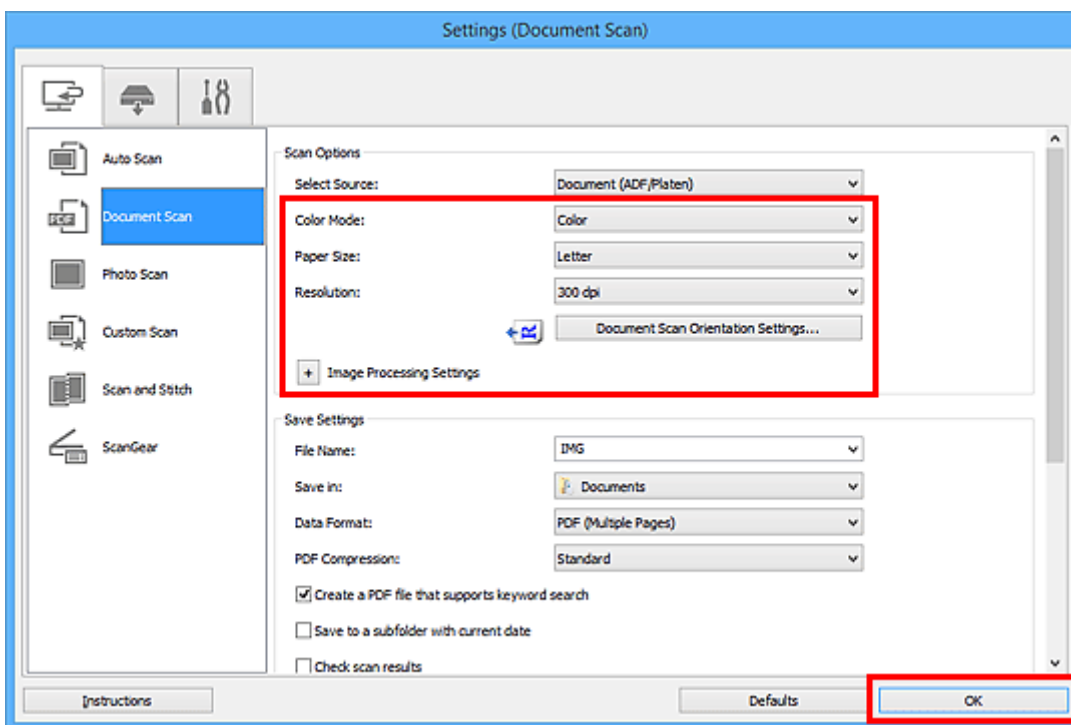 Settings (Document Scan)
Auto Scan
Document Scan
Photo Scan
Custom Scan
Scan and Stitch
ScanGear
Scan Options
Select Source: Document (ADF/Platen)
Color Mode: Color
Paper Size: Letter
Resolution: 300 dpi
Document Scan Orientation Settings...
+ Image Processing Settings
Save Settings
File Name: IMG
Save in: Documents
Data Format: PDF (Multiple Pages)
PDF Compression: Standard
Create a PDF file that supports keyword search
Save to a subfolder with current date
Check scan results
Instructions Defaults OK